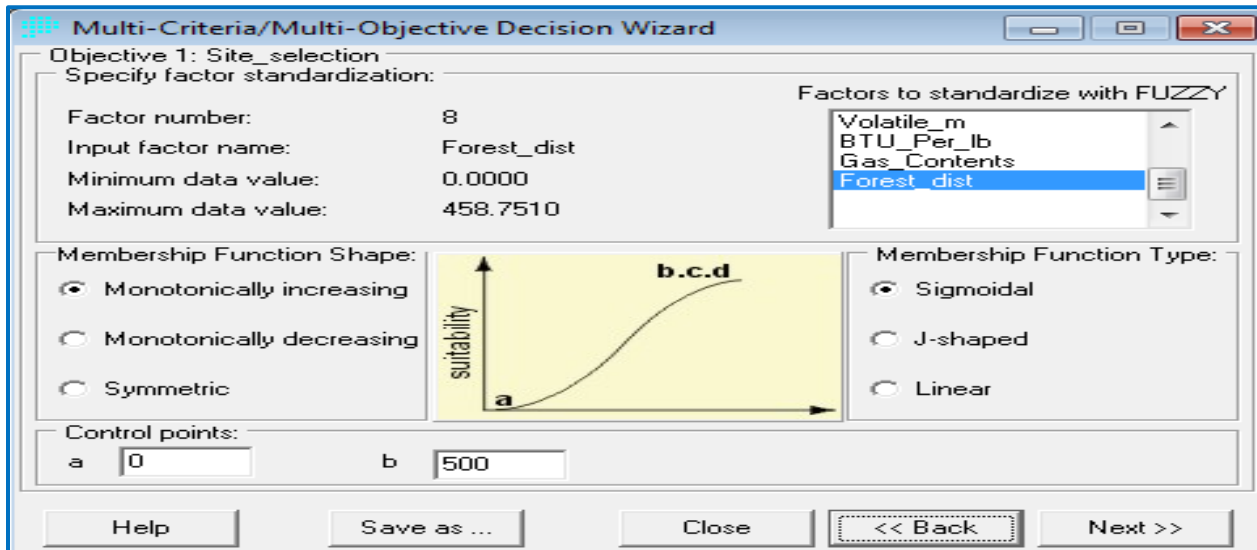 Multi-Criteria/Multi-Objective Decision Wizard
Objective 1: Site_selection
Specify factor standardization:
Factor number: 8
Input factor name: Forest_dist
Minimum data value: 0.0000
Maximum data value: 458.7510
Factors to standardize with FUZZY
Volatile_m
BTU_Per_lb
Gas_Contents
Forest_dist
Membership Function Shape:
Monotonically increasing
Monotonically decreasing
Symmetric
suitability
b.c.d
a
Membership Function Type:
Sigmoidal
J-shaped
Linear
Control points:
a 0 b 500
Help Save as ... Close << Back Next >>